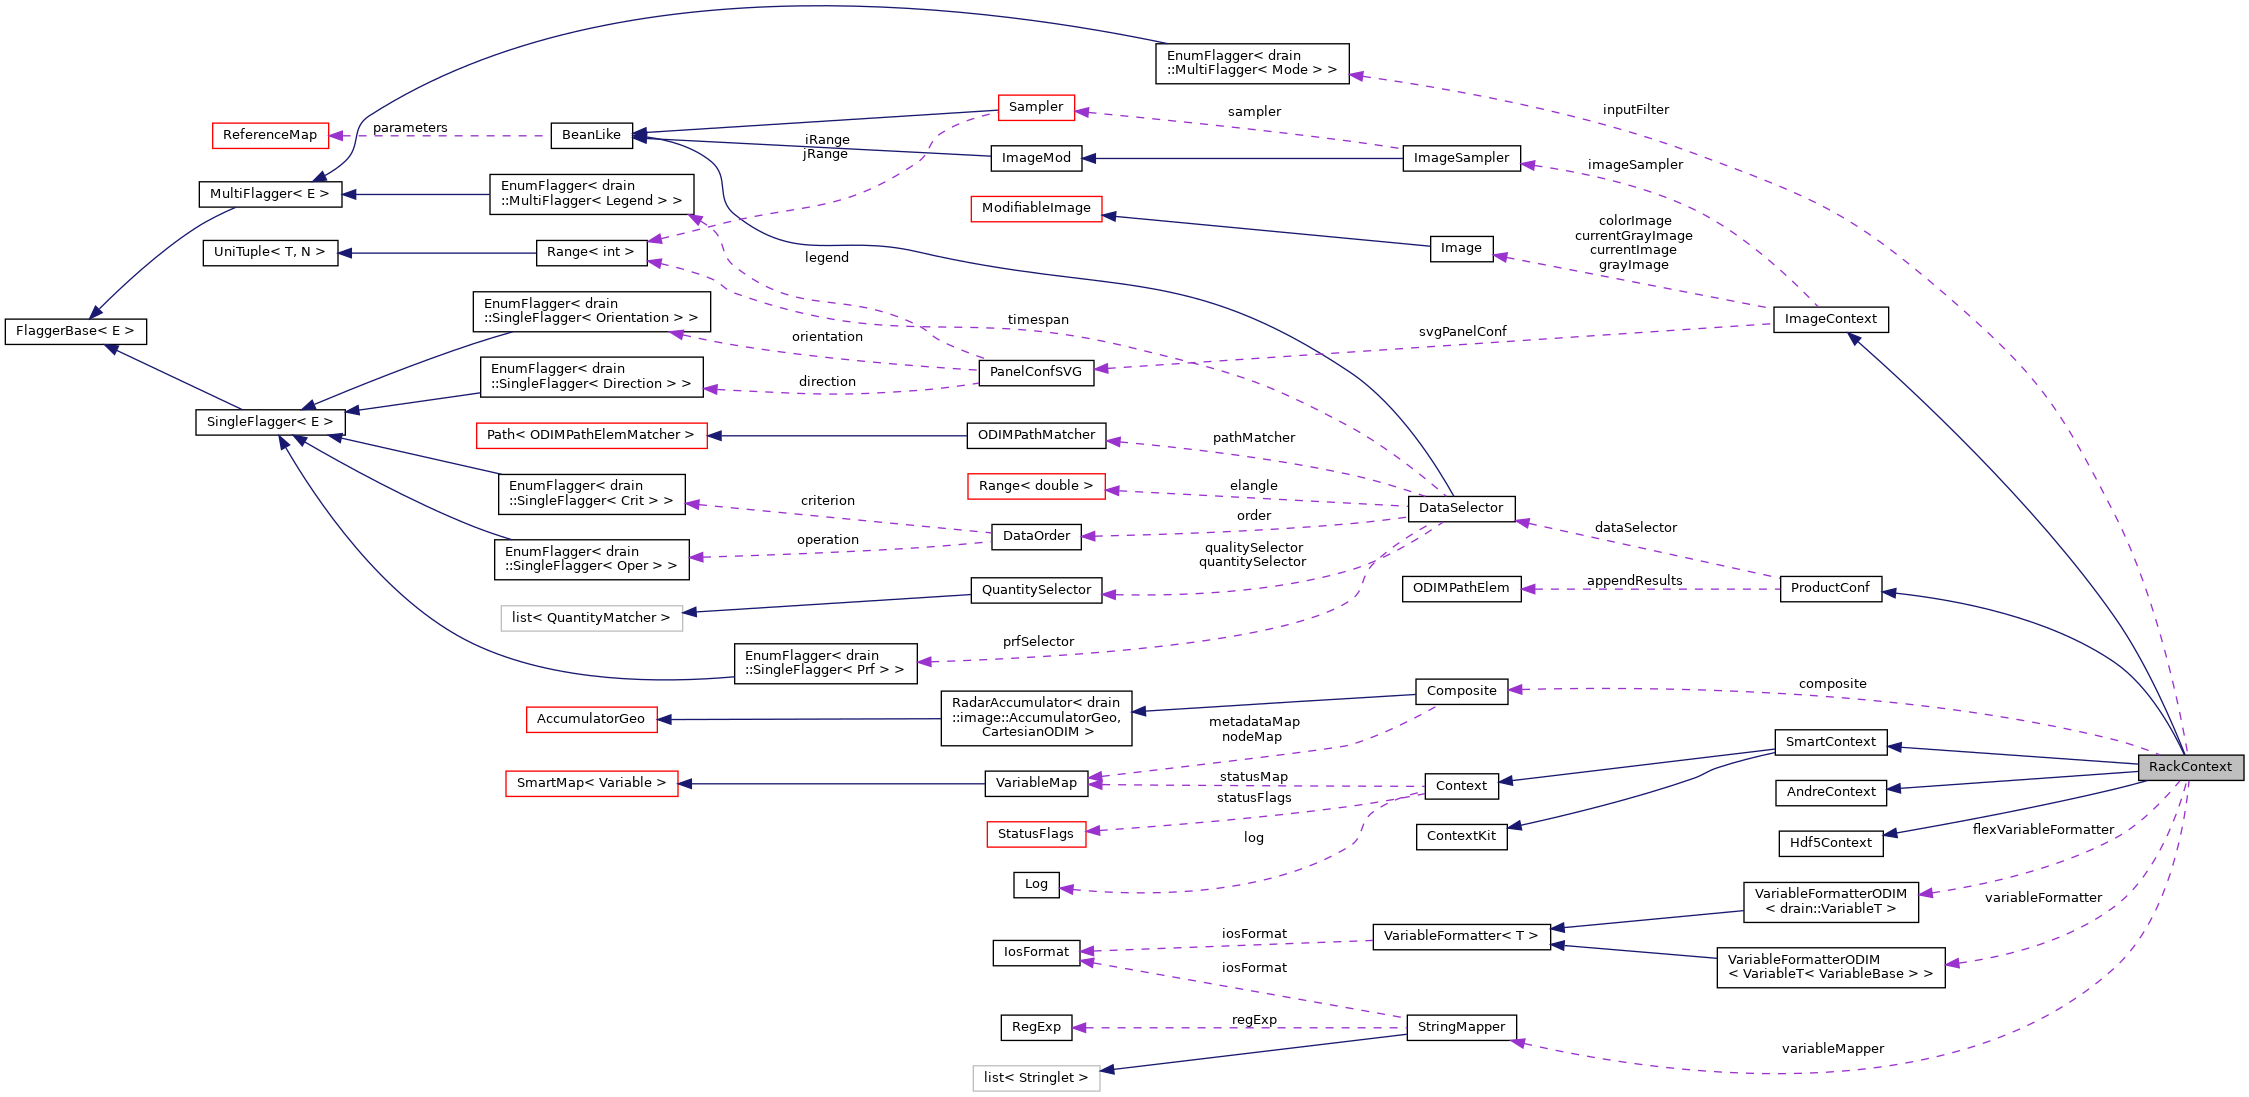 EnumFlagger< drain
::MultiFlagger< Mode > >
inputFilter
Sampler
sampler
ReferenceMap
parameters
BeanLike
iRange
jRange
ImageMod
ImageSampler
imageSampler
MultiFlagger< E >
EnumFlagger< drain
::MultiFlagger< Legend > >
ModifiableImage
colorImage
currentGrayImage
currentImage
grayImage
UniTuple< T, N >
Range< int >
legend
Image
EnumFlagger< drain
::SingleFlagger< Orientation > >
timespan
ImageContext
FlaggerBase< E >
orientation
svgPanelConf
EnumFlagger< drain
::SingleFlagger< Direction > >
direction
PanelConfSVG
SingleFlagger< E >
Path< ODIMPathElemMatcher >
ODIMPathMatcher
pathMatcher
EnumFlagger< drain
::SingleFlagger< Crit > >
criterion
Range< double >
elangle
DataSelector
order
dataSelector
DataOrder
operation
EnumFlagger< drain
::SingleFlagger< Oper > >
qualitySelector
quantitySelector
QuantitySelector
ODIMPathElem
appendResults
ProductConf
list< QuantityMatcher >
prfSelector
EnumFlagger< drain
::SingleFlagger< Prf > >
Composite
composite
AccumulatorGeo
RadarAccumulator< drain
::image::AccumulatorGeo,
CartesianODIM >
metadataMap
nodeMap
SmartContext
RackContext
SmartMap< Variable >
VariableMap
statusMap
Context
AndreContext
statusFlags
StatusFlags
log
ContextKit
Hdf5Context
flexVariableFormatter
Log
VariableFormatterODIM
< drain::VariableT >
variableFormatter
IosFormat
iosFormat
VariableFormatter< T >
iosFormat
VariableFormatterODIM
< VariableT< VariableBase > >
RegExp
regExp
StringMapper
variableMapper
list< Stringlet >